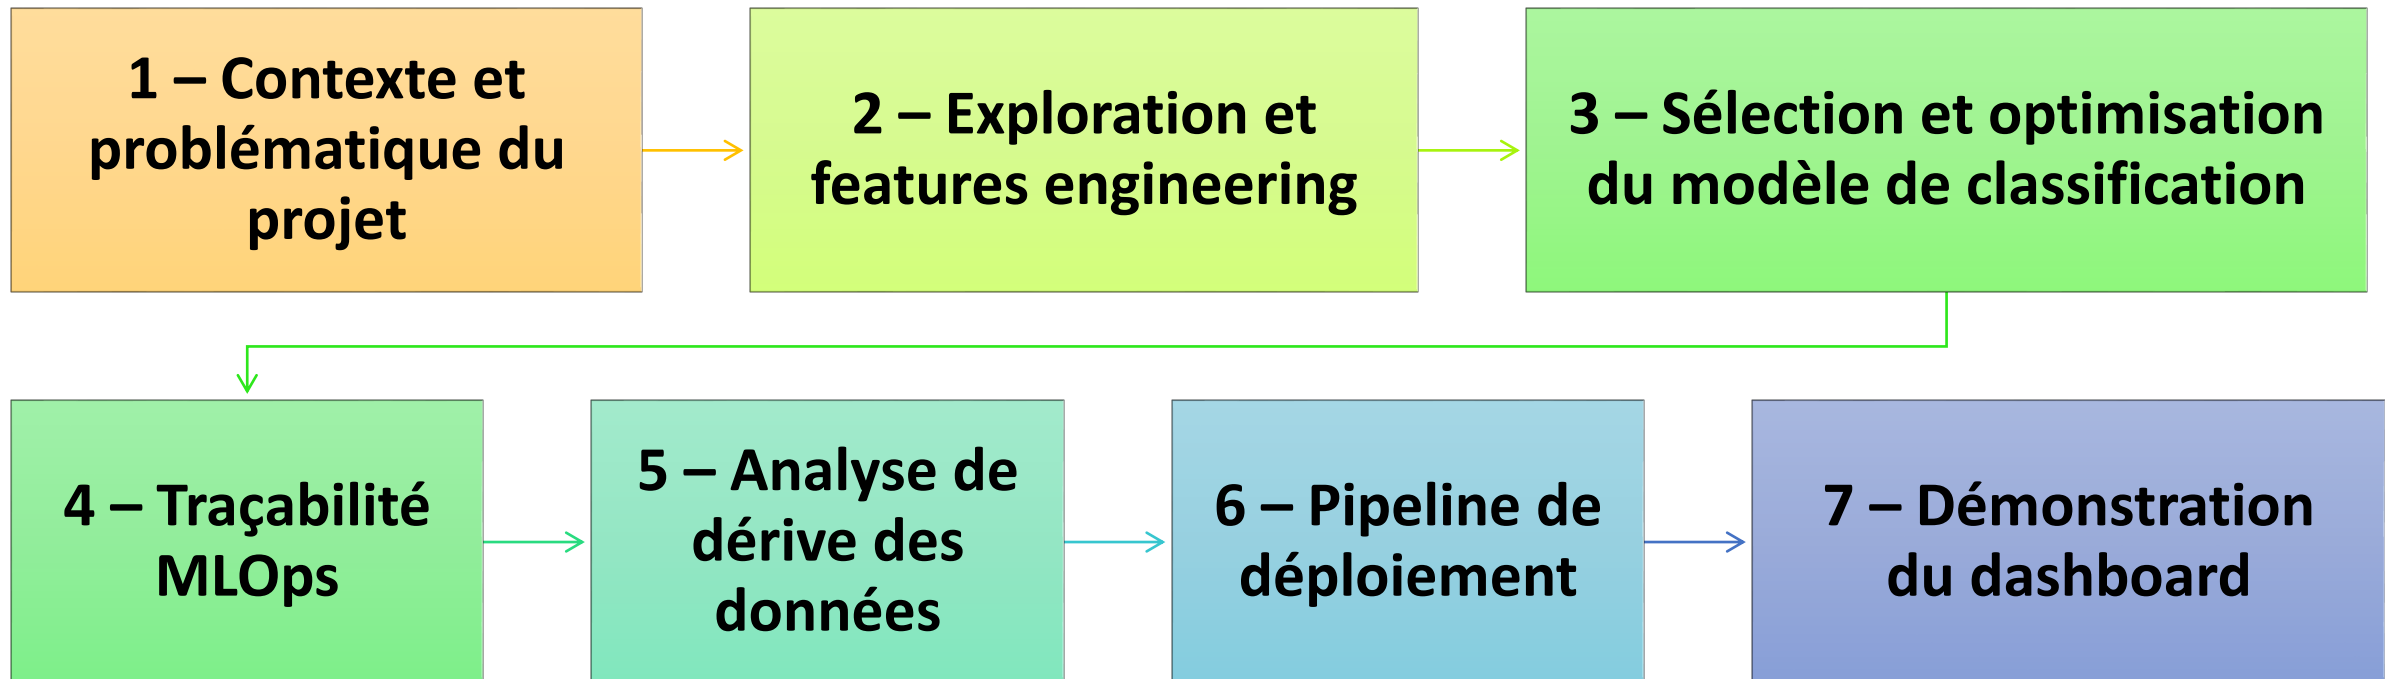 1 – Contexte et
problématique du
projet
2 – Exploration et
features engineering
3 – Sélection et optimisation
du modèle de classification
4 – Traçabilité
MLOps
5 – Analyse de
dérive des
données
6 – Pipeline de
déploiement
7 – Démonstration
du dashboard